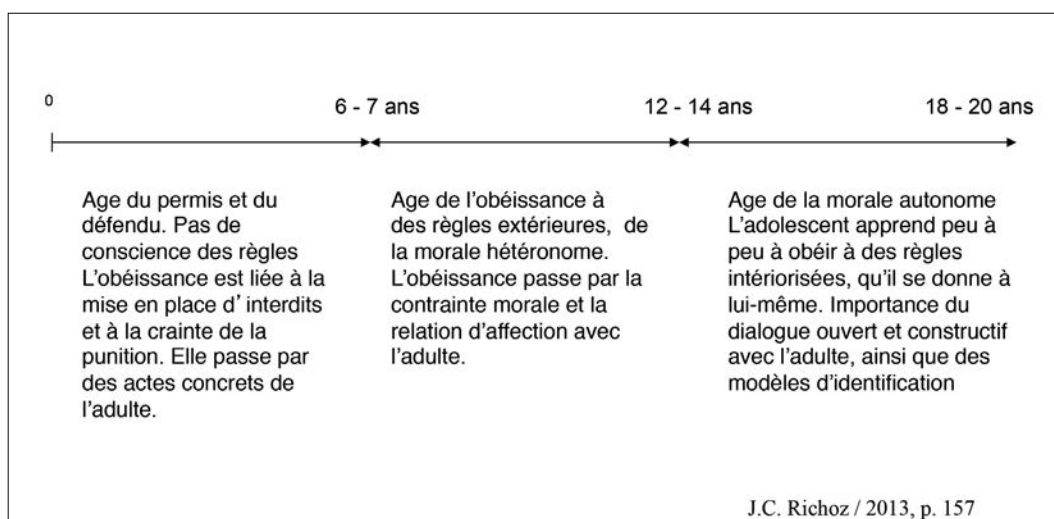 0
6 - 7 ans
12 - 14 ans
18 - 20 ans
Age du permis et du
défendu. Pas de
conscience des règles
L'obéissance est liée à la
mise en place d' interdits
et à la crainte de la
punition. Elle passe par
des actes concrets de
l'adulte.
Age de l'obéissance à
des règles extérieures, de
la morale hétéronome.
L'obéissance passe par la
contrainte morale et la
relation d'affection avec
l'adulte.
Age de la morale autonome
L'adolescent apprend peu à
peu à obéir à des règles
intériorisées, qu'il se donne à
lui-même. Importance du
dialogue ouvert et constructif
avec l'adulte, ainsi que des
modèles d'identification
J.C. Richoz / 2013, p. 157